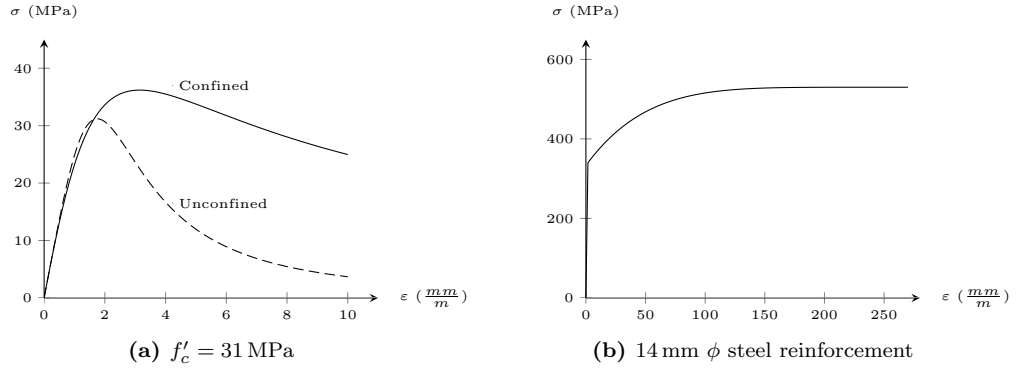 σ (MPa)
40
30
20
10
0
0 2 4 6 8 10
Confined
Unconfined
ε (mm/m)
(a) f′c = 31 MPa
σ (MPa)
600
400
200
0
0 50 100 150 200 250
ε (mm/m)
(b) 14 mm ϕ steel reinforcement